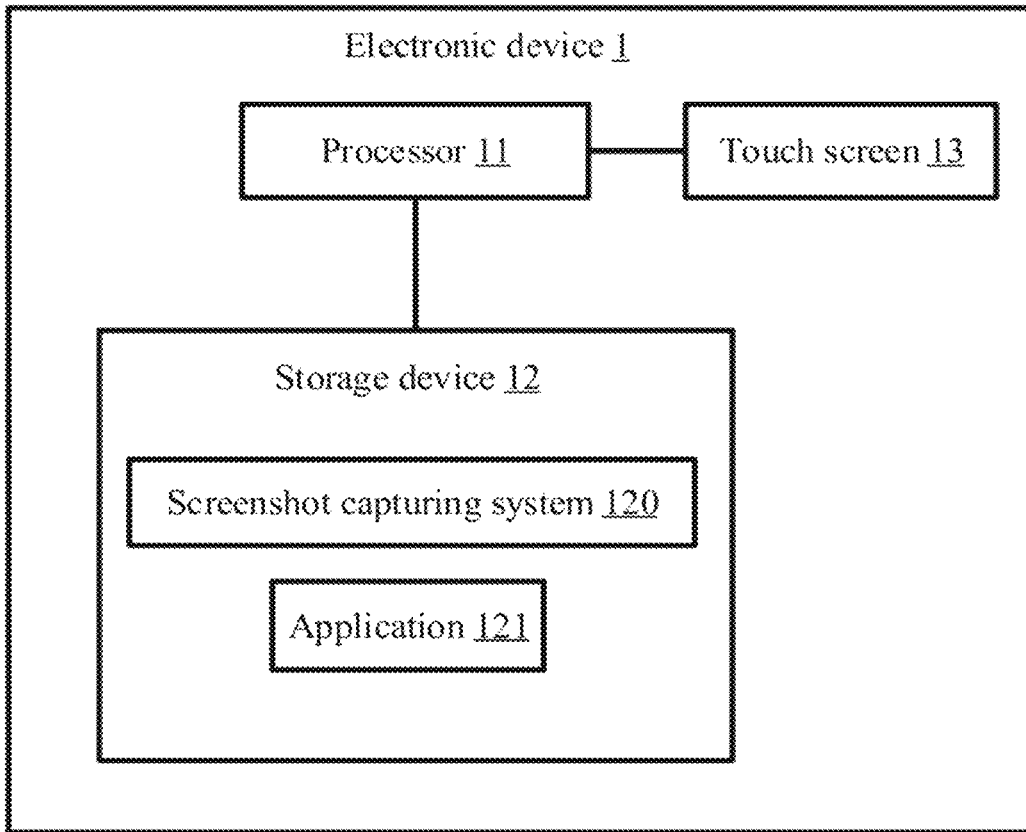 Electronic device 1
Processor 11
Touch screen 13
Storage device 12
Screenshot capturing system 120
Application 121